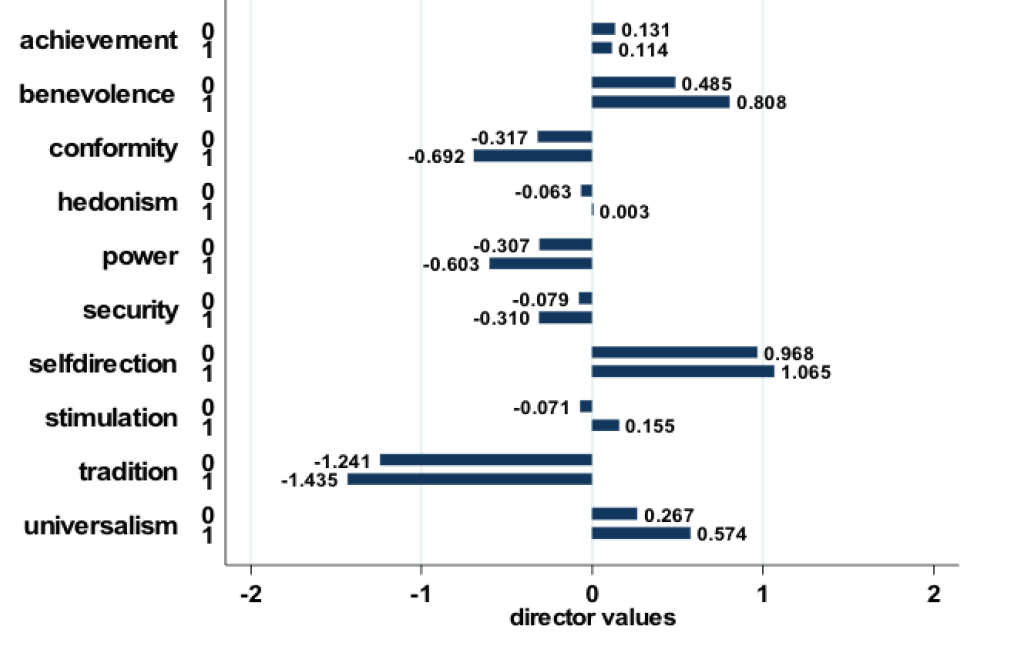 achievement 0 0.131
1 0.114
benevolence 0 0.485
1 0.808
conformity 0 -0.317
1 -0.692
hedonism 0 -0.063
1 0.003
power 0 -0.307
1 -0.603
security 0 -0.079
1 -0.310
selfdirection 0 0.968
1 1.065
stimulation 0 -0.071
1 0.155
tradition 0 -1.241
1 -1.435
universalism 0 0.267
1 0.574
-2 -1 0 1 2
director values